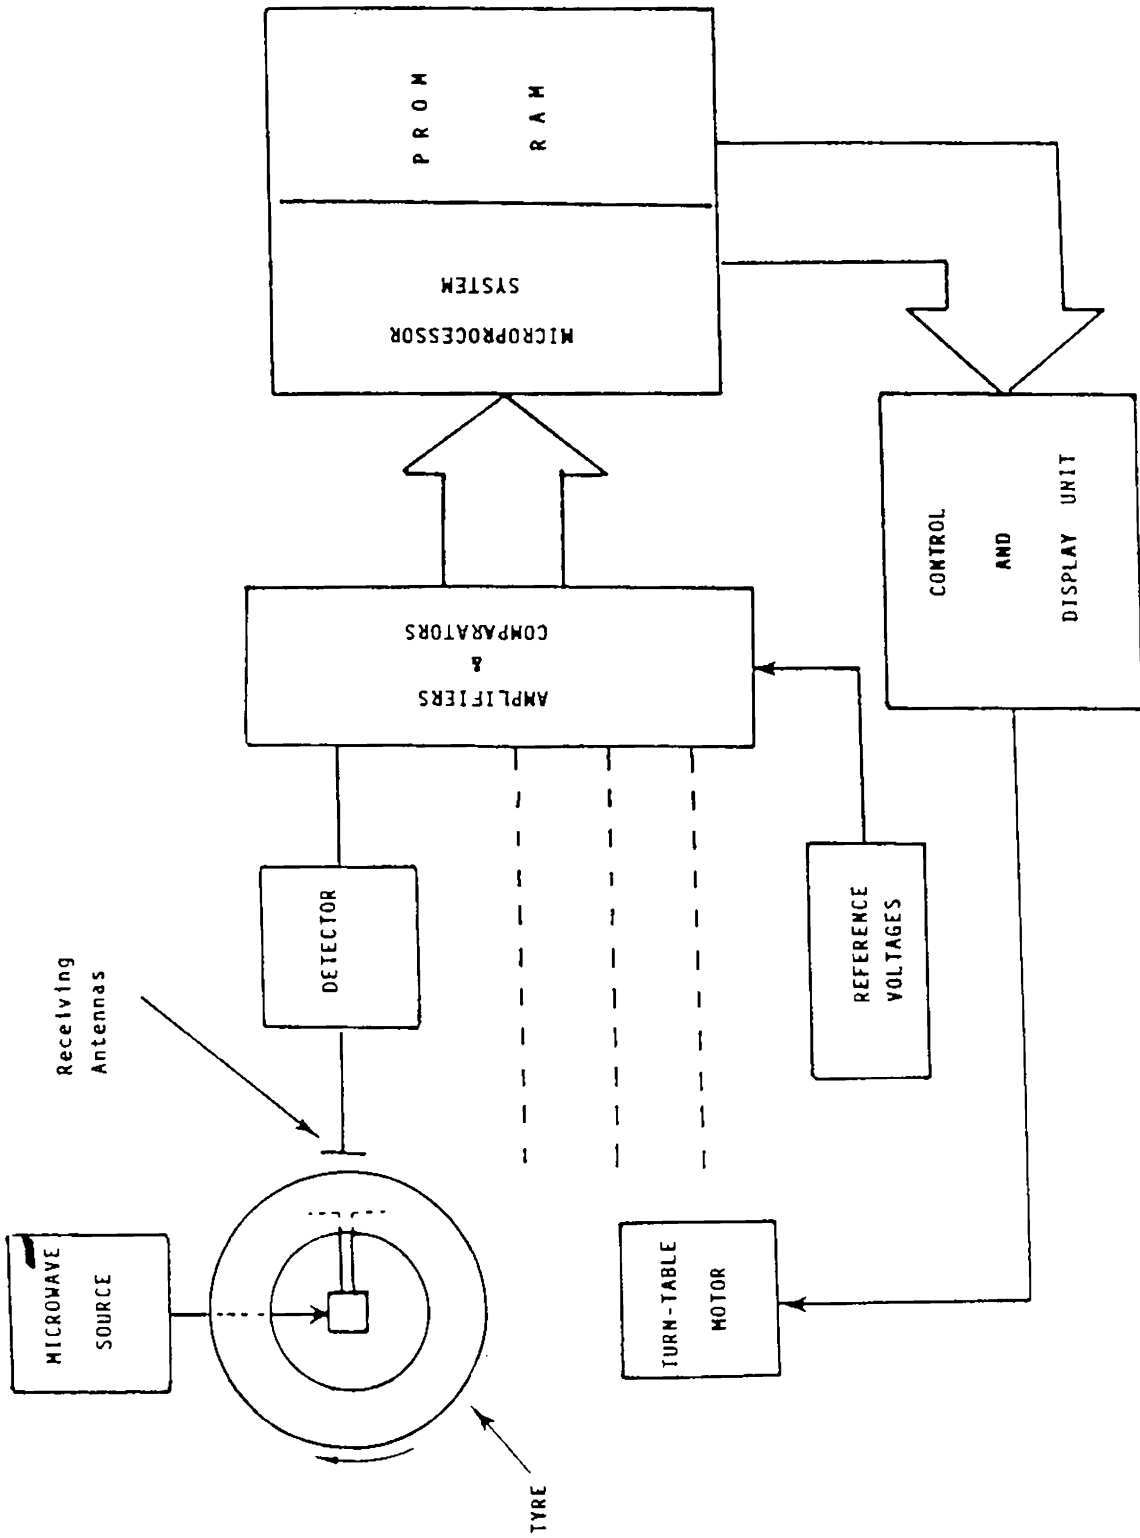 MICROWAVE
SOURCE
Receiving
Antennas
TYRE
DETECTOR
AMPLIFIERS
&
COMPARATORS
MICROPROCESSOR
SYSTEM
PROM
RAM
TURN-TABLE
MOTOR
REFERENCE
VOLTAGES
CONTROL
AND
DISPLAY UNIT